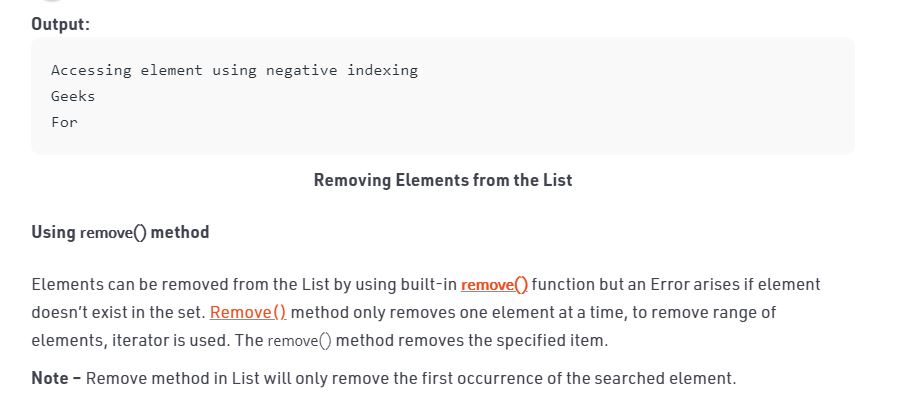 Output:
Accessing element using negative indexing
Geeks
For
Removing Elements from the List
Using remove() method
Elements can be removed from the List by using built-in remove() function but an Error arises if element
doesn't exist in the set. Remove() method only removes one element at a time, to remove range of
elements, iterator is used. The remove() method removes the specified item.
Note – Remove method in List will only remove the first occurrence of the searched element.